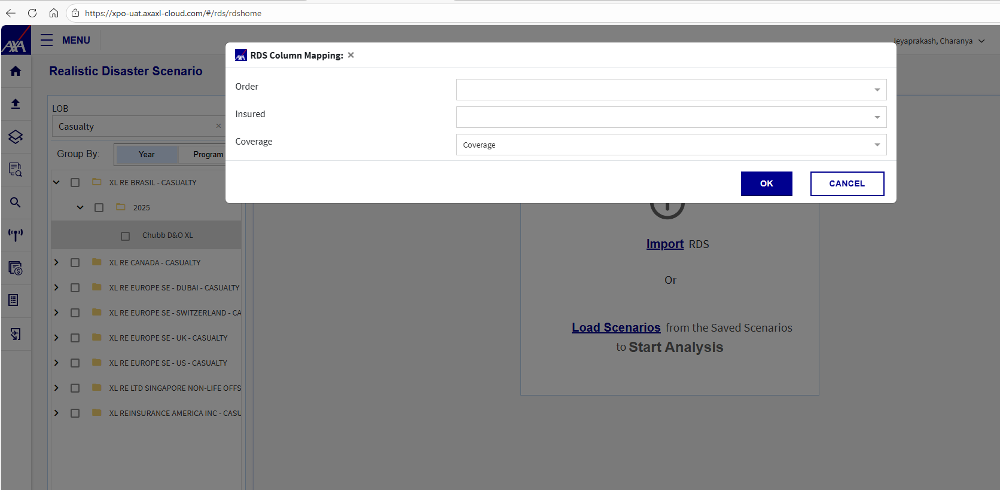 https://xpo-uat.axaxl-cloud.com/#/rds/rdshome
AXA
MENU
Jeyaprakash, Charanya
Realistic Disaster Scenario
RDS Column Mapping: ×
Order
Insured
Coverage
Coverage
OK
CANCEL
LOB
Casualty ×
Group By:
Year
Program
XL RE BRASIL - CASUALTY
2025
Chubb D&O XL
XL RE CANADA - CASUALTY
XL RE EUROPE SE - DUBAI - CASUALTY
XL RE EUROPE SE - SWITZERLAND - CA
XL RE EUROPE SE - UK - CASUALTY
XL RE EUROPE SE - US - CASUALTY
XL RE LTD SINGAPORE NON-LIFE OFFS
XL REINSURANCE AMERICA INC - CASU
Import RDS
Or
Load Scenarios from the Saved Scenarios
to Start Analysis